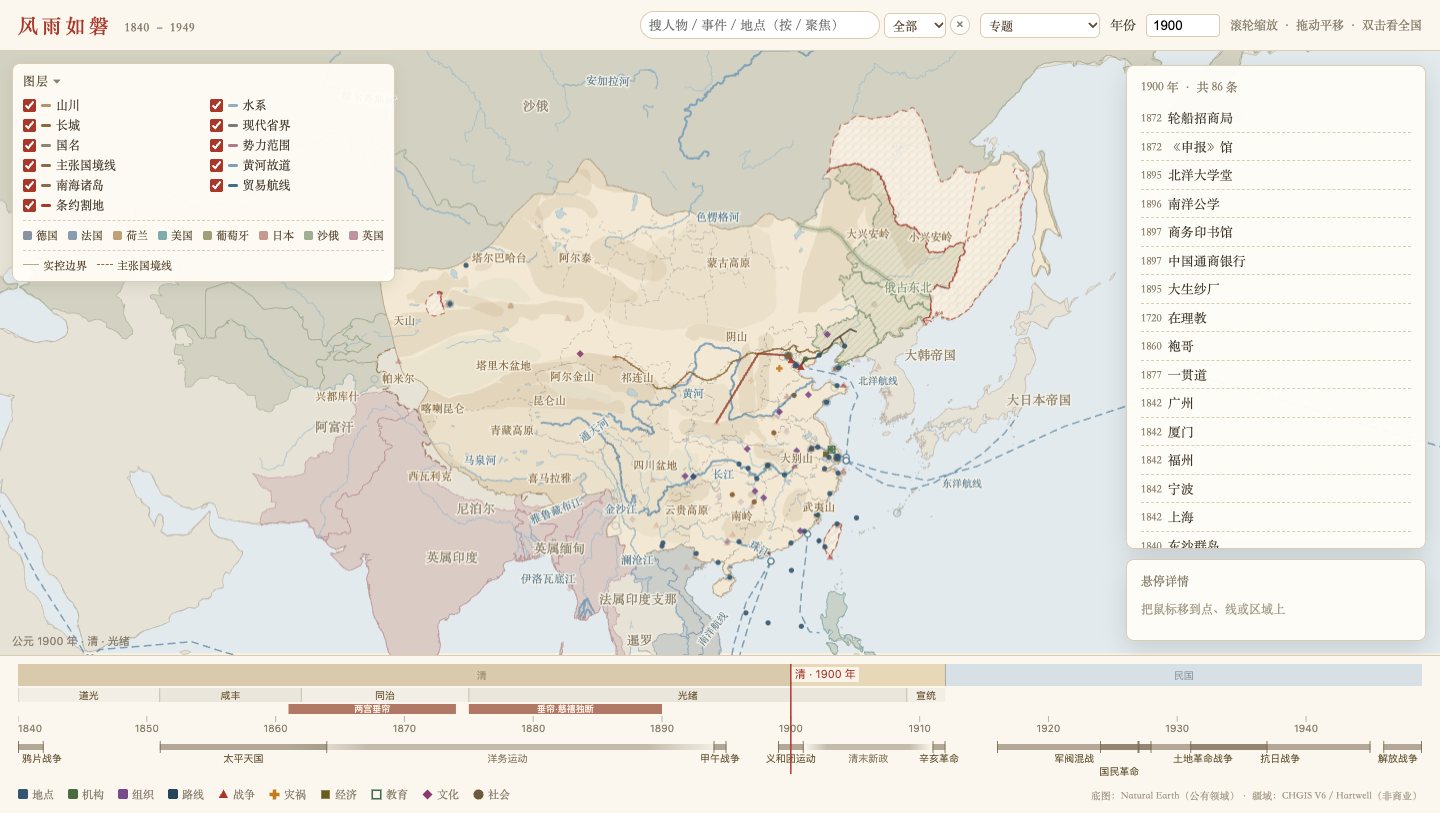 风雨如磐 1840 – 1949
搜人物 / 事件 / 地点（按 / 聚焦） 全部 × 专题 年份 1900 滚轮缩放 · 拖动平移 · 双击看全国
图层
山川 水系
长城 现代省界
国名 势力范围
主张国境线 黄河故道
南海诸岛 贸易航线
条约割地
德国 法国 荷兰 美国 葡萄牙 日本 沙俄 英国
实控边界 主张国境线
安加拉河
沙俄
色楞格河
大兴安岭
小兴安岭
塔尔巴哈台
阿尔泰
蒙古高原
俄占东北
天山
阴山
大韩帝国
塔里木盆地
阿尔金山
祁连山
帕米尔
北洋航线
兴都库什
黄河
大日本帝国
喀喇昆仑
昆仑山
阿富汗
青藏高原
通天河
马泉河
四川盆地
大别山
西瓦利克
喜马拉雅
长江
东洋航线
尼泊尔
雅鲁藏布江
金沙江
云贵高原
南岭
武夷山
英属印度
英属缅甸
澜沧江
珠江
伊洛瓦底江
法属印度支那
南洋航线
暹罗
公元 1900 年 · 清 · 光绪
1900 年 · 共 86 条
1872 轮船招商局
1872 《申报》馆
1895 北洋大学堂
1896 南洋公学
1897 商务印书馆
1897 中国通商银行
1895 大生纱厂
1720 在理教
1860 袍哥
1877 一贯道
1842 广州
1842 厦门
1842 福州
1842 宁波
1842 上海
1840 东沙群岛
悬停详情
把鼠标移到点、线或区域上
清 清 · 1900 年 民国
道光 咸丰 同治 光绪 宣统
两宫垂帘 垂帘·慈禧独断
1840 1850 1860 1870 1880 1890 1900 1910 1920 1930 1940
鸦片战争 太平天国 洋务运动 甲午战争 义和团运动 清末新政 辛亥革命 军阀混战 土地革命战争 抗日战争 解放战争
国民革命
地点 机构 组织 路线 战争 灾祸 经济 教育 文化 社会
底图：Natural Earth（公有领域） · 疆域：CHGIS V6 / Hartwell（非商业）